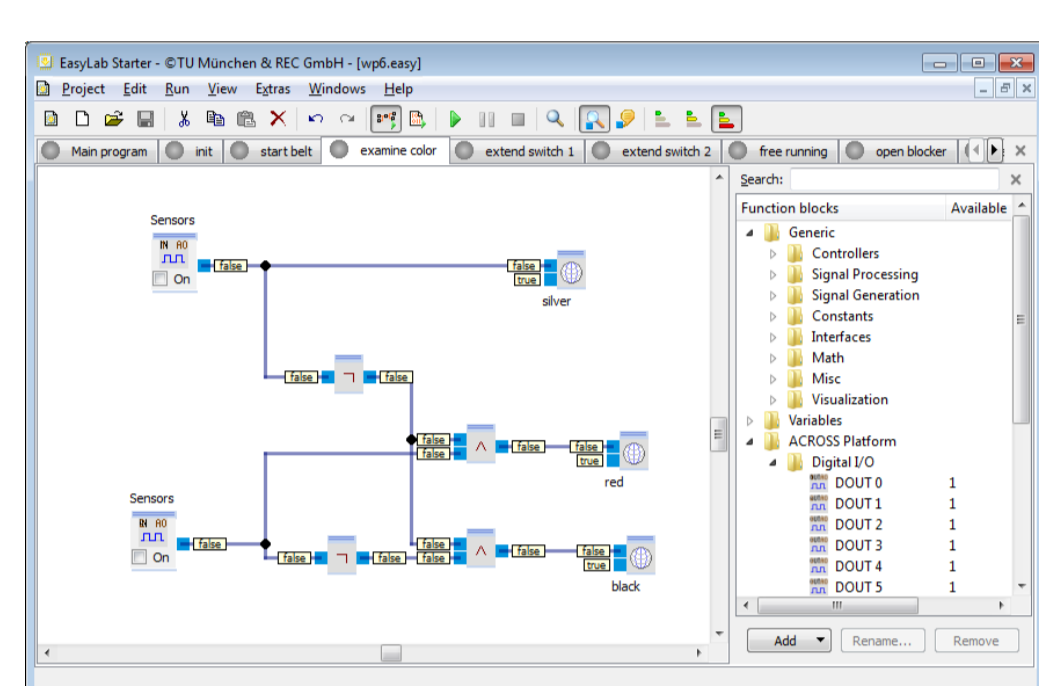 EasyLab Starter - ©TU München & REC GmbH - [wp6.easy]
Project Edit Run View Extras Windows Help
Main program init start belt examine color extend switch 1 extend switch 2 free running open blocker
Search:
Function blocks Available
Generic
Controllers
Signal Processing
Signal Generation
Constants
Interfaces
Math
Misc
Visualization
Variables
ACROSS Platform
Digital I/O
DOUT 0 1
DOUT 1 1
DOUT 2 1
DOUT 3 1
DOUT 4 1
DOUT 5 1
Add Rename... Remove
Sensors
IN AO
On
false
false
true
silver
false
false
false
false
false
false
true
red
Sensors
IN AO
On
false
false
false
false
false
false
false
true
black